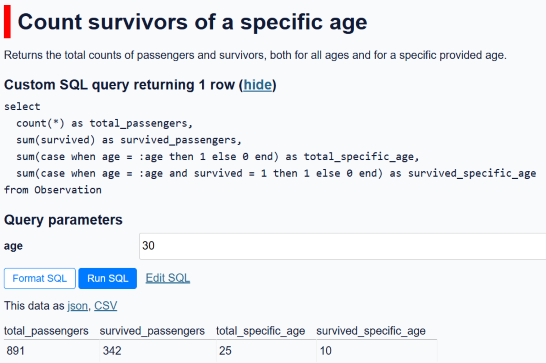 Count survivors of a specific age
Returns the total counts of passengers and survivors, both for all ages and for a specific provided age.
Custom SQL query returning 1 row (hide)
select
  count(*) as total_passengers,
  sum(survived) as survived_passengers,
  sum(case when age = :age then 1 else 0 end) as total_specific_age,
  sum(case when age = :age and survived = 1 then 1 else 0 end) as survived_specific_age
from Observation
Query parameters
age 30
Format SQL Run SQL Edit SQL
This data as json, CSV
total_passengers survived_passengers total_specific_age survived_specific_age
891 342 25 10